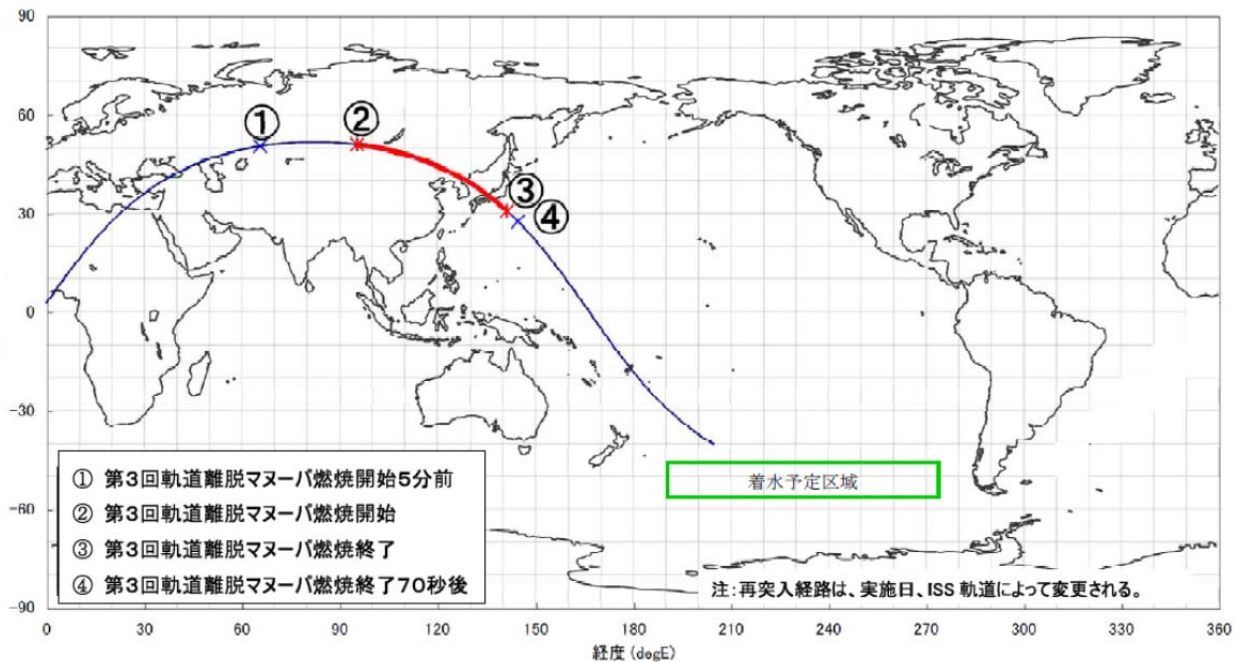 90
60
30
0
-30
-60
-90
①
②
③
④
着水予定区域
① 第3回軌道離脱マヌーバ燃焼開始5分前
② 第3回軌道離脱マヌーバ燃焼開始
③ 第3回軌道離脱マヌーバ燃焼終了
④ 第3回軌道離脱マヌーバ燃焼終了70秒後
注:再突入経路は、実施日、ISS 軌道によって変更される。
0 30 60 90 120 150 180 210 240 270 300 330 360
経度 (degE)